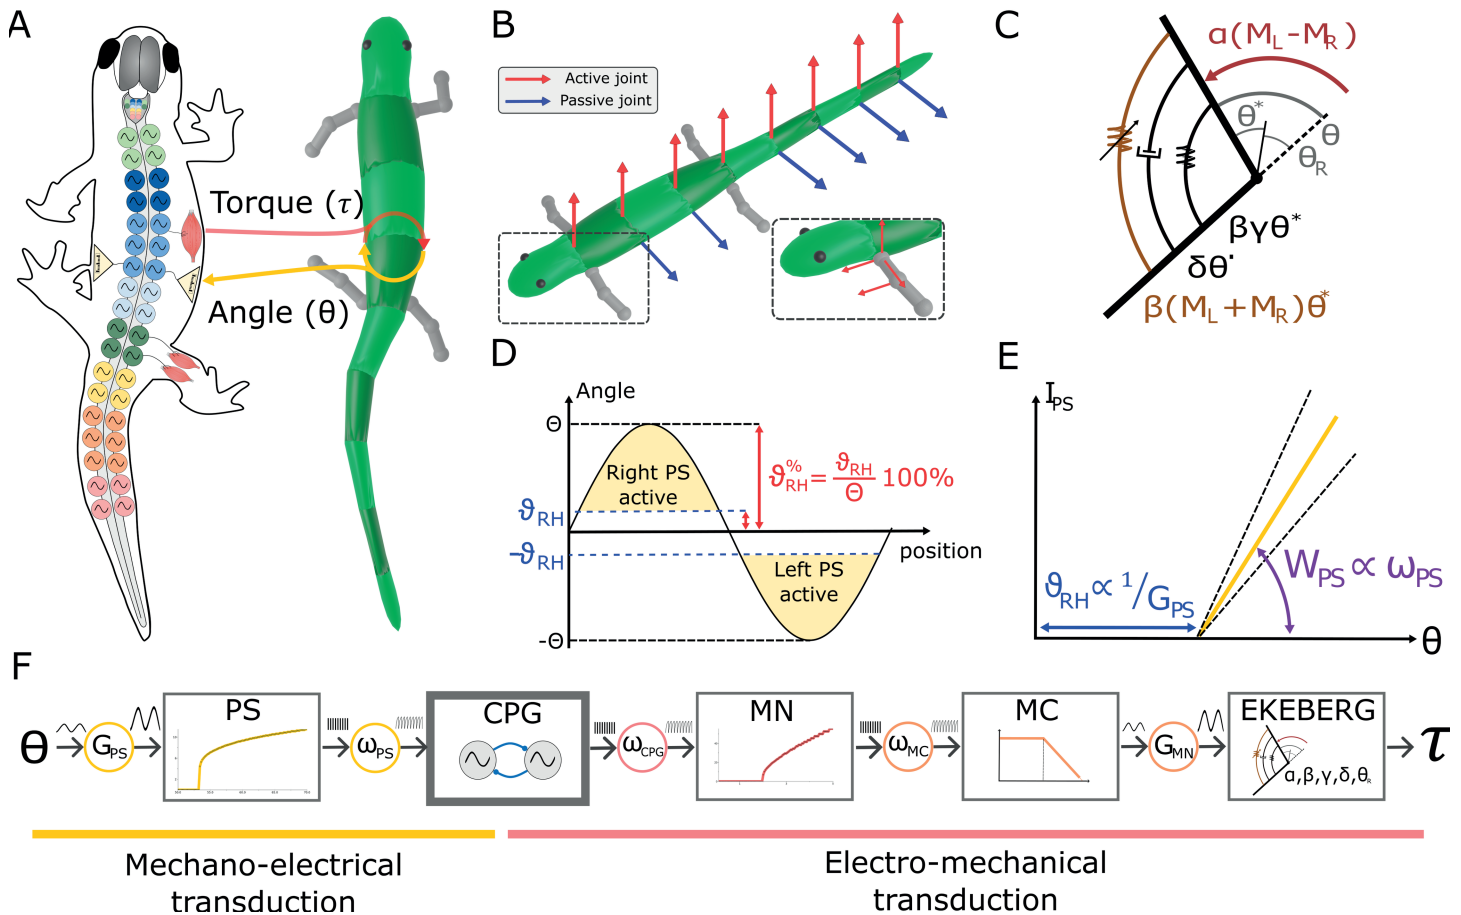 A
Torque (τ)
Angle (θ)
B
Active joint
Passive joint
C
α(M_L-M_R)
θ*
θ
θ_R
βγθ*
δθ̇
β(M_L+M_R)θ*
D
Angle
Θ
Right PS
active
ϑ_RH
-ϑ_RH
ϑ_RH^% = ϑ_RH/Θ 100%
position
Left PS
active
-Θ
E
I_PS
ϑ_RH ∝ 1/G_PS
W_PS ∝ ω_PS
θ
F
θ
G_PS
PS
ω_PS
CPG
ω_CPG
MN
ω_MC
MC
G_MN
EKEBERG
α,β,γ,δ,θ_R
τ
Mechano-electrical
transduction
Electro-mechanical
transduction